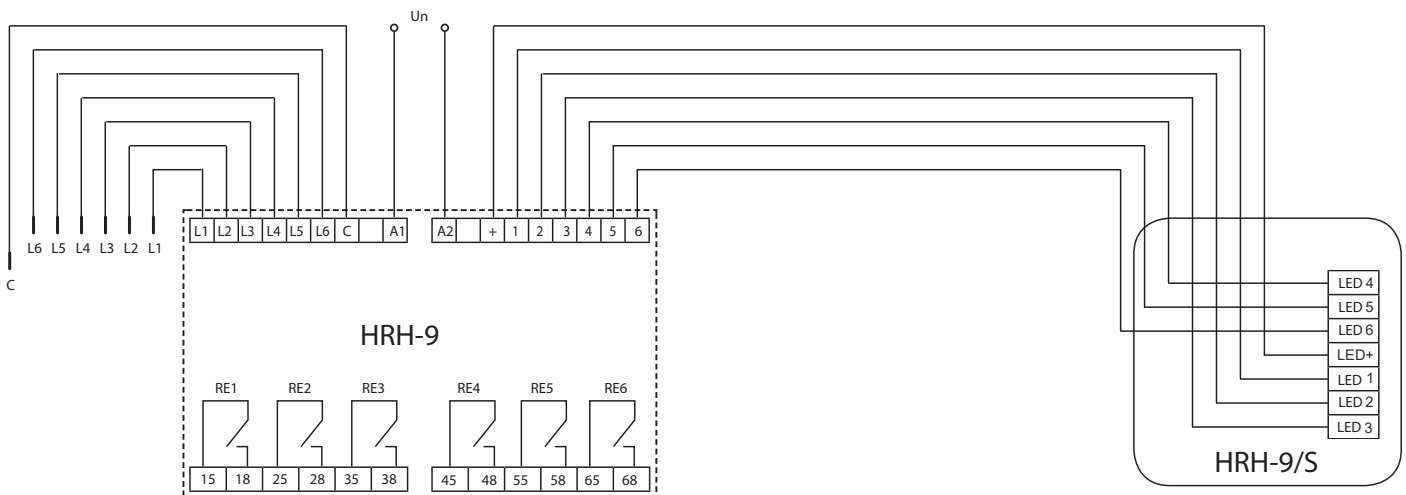 Un
L6 L5 L4 L3 L2 L1
C
L1 L2 L3 L4 L5 L6 C A1
A2 + 1 2 3 4 5 6
HRH-9
RE1 RE2 RE3 RE4 RE5 RE6
15 18 25 28 35 38
45 48 55 58 65 68
LED 4
LED 5
LED 6
LED+
LED 1
LED 2
LED 3
HRH-9/S